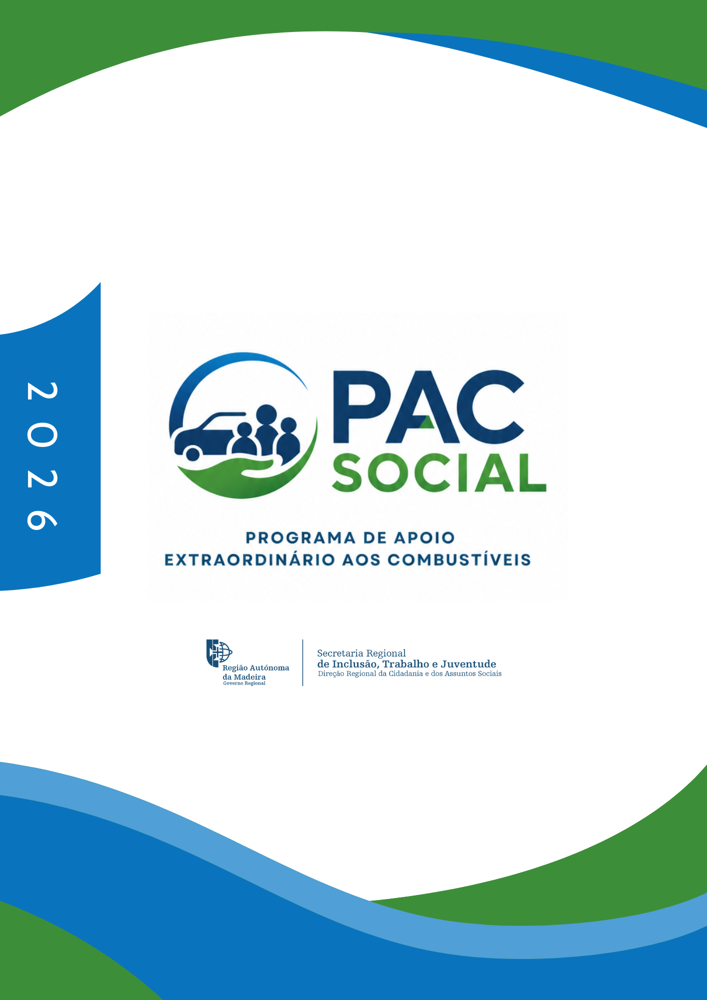 2026
PAC
SOCIAL
PROGRAMA DE APOIO
EXTRAORDINÁRIO AOS COMBUSTÍVEIS
Região Autónoma
da Madeira
Governo Regional
Secretaria Regional
de Inclusão, Trabalho e Juventude
Direção Regional da Cidadania e dos Assuntos Sociais